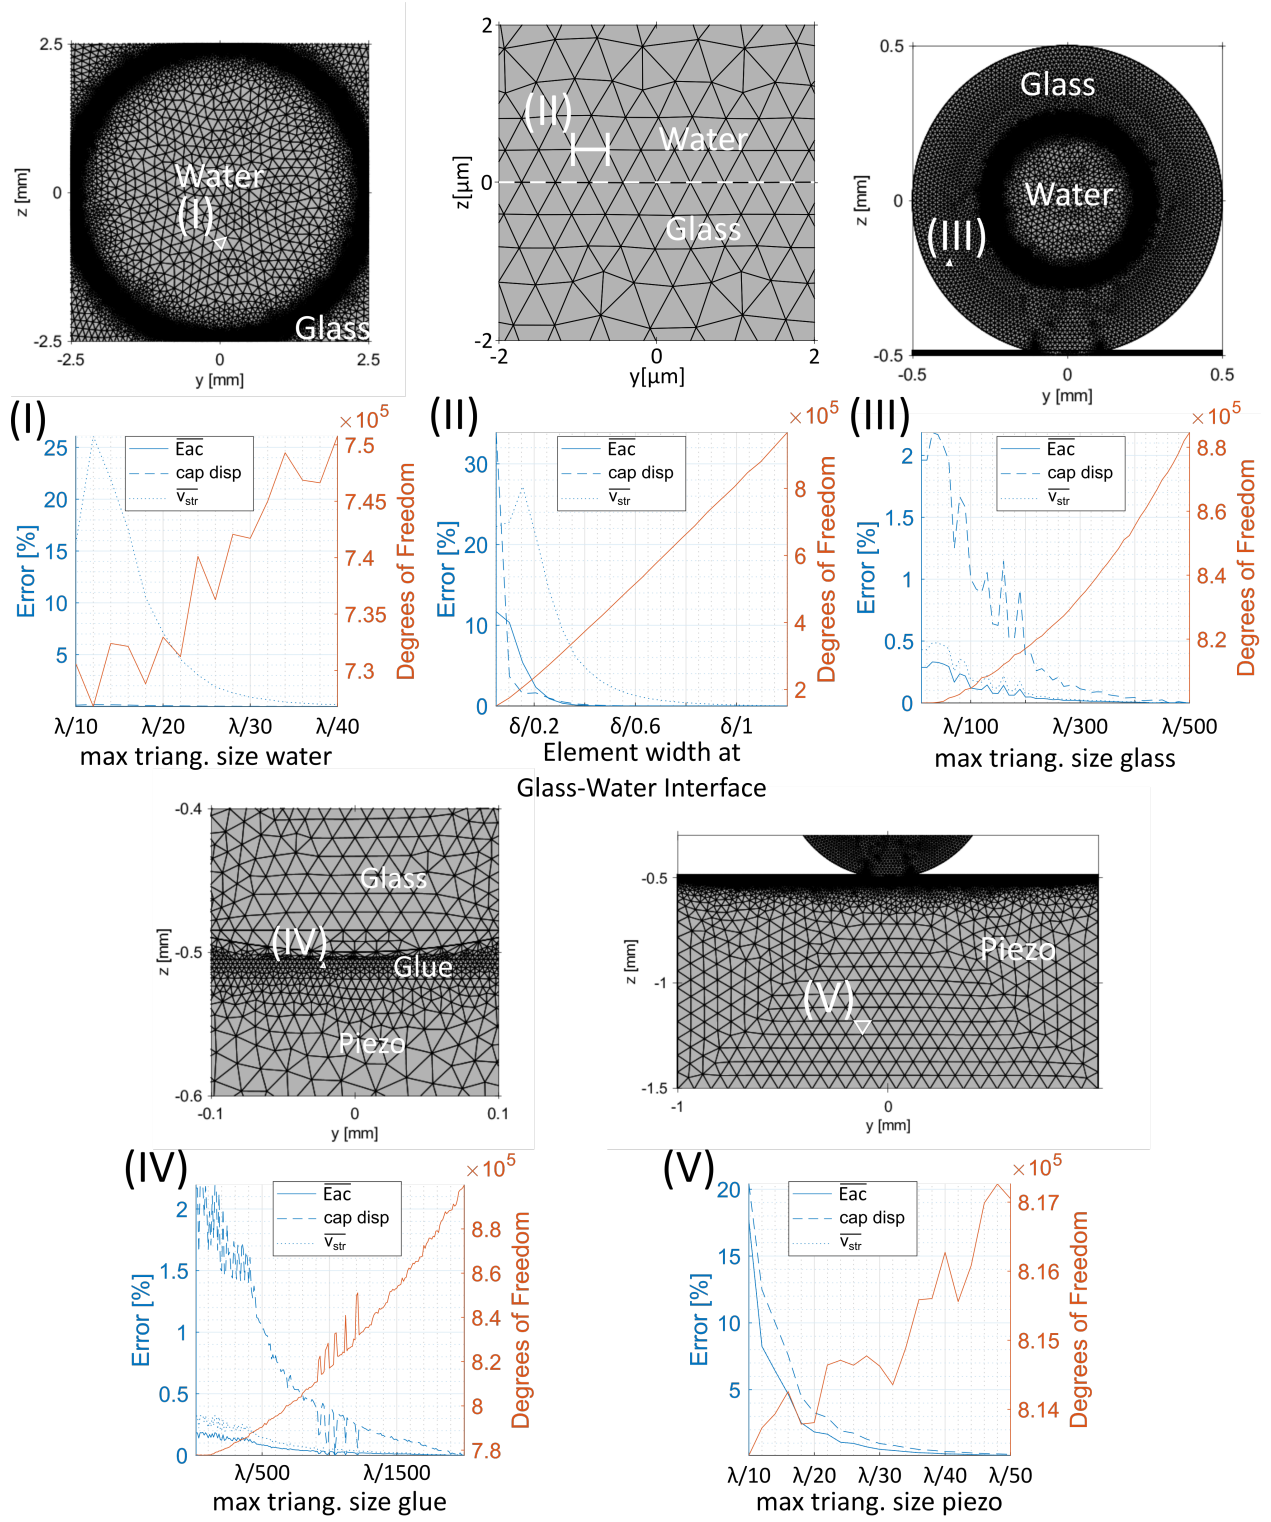 2.5
0
-2.5
z [mm]
Water
(I)
Glass
-2.5
0
2.5
y [mm]
2
0
-2
z[µm]
(II)
Water
Glass
-2
0
2
y[µm]
0.5
0
-0.5
z [mm]
Glass
Water
(III)
-0.5
0
0.5
y [mm]
(I)
×10⁵
25
20
15
10
5
Error [%]
Eac
cap disp
v_str
7.5
7.45
7.4
7.35
7.3
Degrees of Freedom
λ/10
λ/20
λ/30
λ/40
max triang. size water
(II)
×10⁵
30
20
10
0
Error [%]
Eac
cap disp
v_str
8
6
4
2
Degrees of Freedom
δ/0.2
δ/0.6
δ/1
Element width at
Glass-Water Interface
(III)
×10⁵
2
1.5
1
0.5
0
Error [%]
Eac
cap disp
v_str
8.8
8.6
8.4
8.2
Degrees of Freedom
λ/100
λ/300
λ/500
max triang. size glass
-0.4
-0.5
-0.6
z [mm]
Glass
(IV)
Glue
Piezo
-0.1
0
0.1
y [mm]
-0.5
-1
-1.5
z [mm]
Piezo
(V)
-1
0
y [mm]
(IV)
×10⁵
2
1.5
1
0.5
0
Error [%]
Eac
cap disp
v_str
8.8
8.6
8.4
8.2
8
7.8
Degrees of Freedom
λ/500
λ/1500
max triang. size glue
(V)
×10⁵
20
15
10
5
Error [%]
Eac
cap disp
v_str
8.17
8.16
8.15
8.14
Degrees of Freedom
λ/10
λ/20
λ/30
λ/40
λ/50
max triang. size piezo